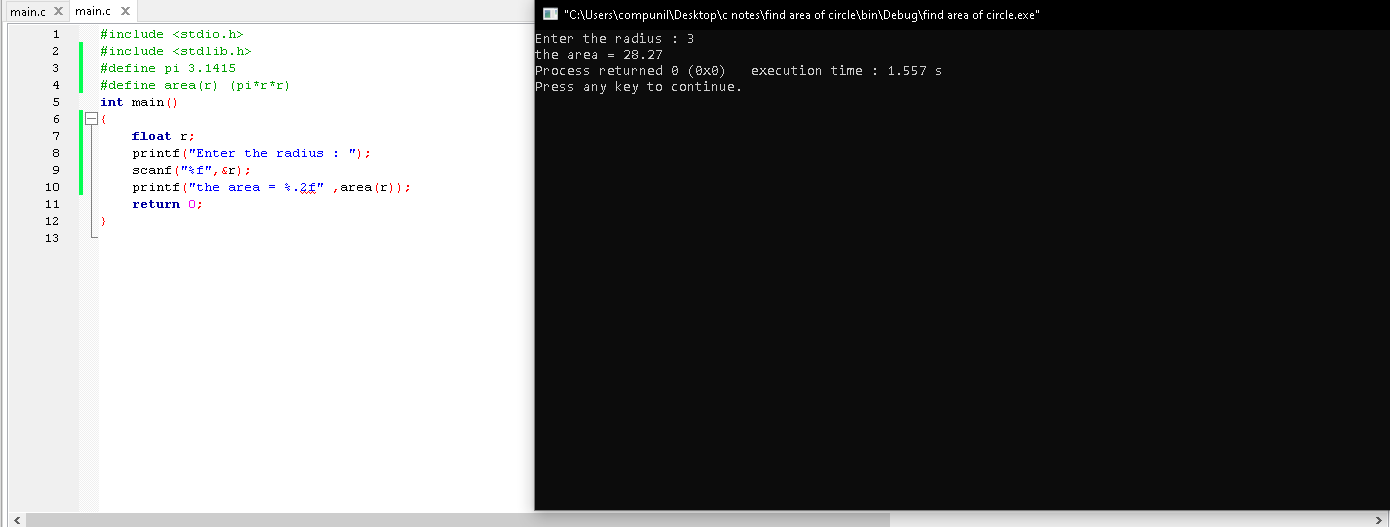 main.c main.c
1 #include <stdio.h>
2 #include <stdlib.h>
3 #define pi 3.1415
4 #define area(r) (pi*r*r)
5 int main()
6 {
7 float r;
8 printf("Enter the radius : ");
9 scanf("%f",&r);
10 printf("the area = %.2f" ,area(r));
11 return 0;
12 }
13
"C:\Users\compunil\Desktop\c notes\find area of circle\bin\Debug\find area of circle.exe"
Enter the radius : 3
the area = 28.27
Process returned 0 (0x0) execution time : 1.557 s
Press any key to continue.